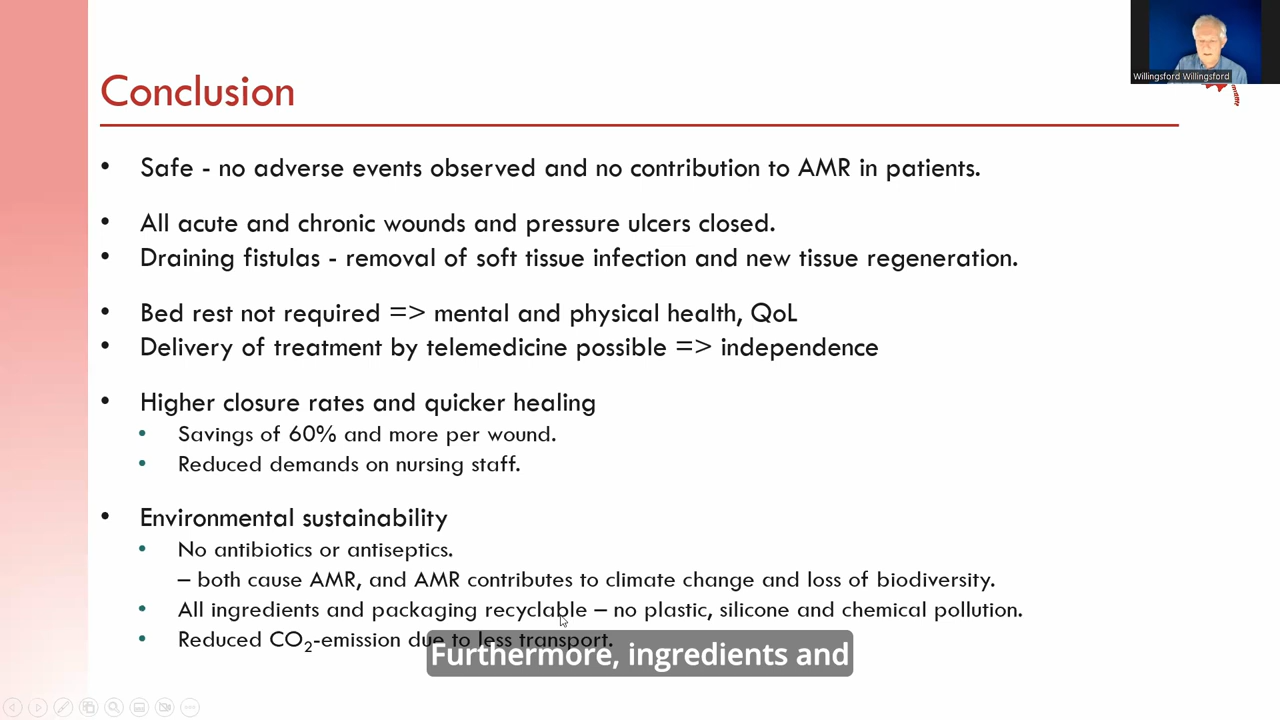 Willingsford Willingsford
Conclusion
• Safe - no adverse events observed and no contribution to AMR in patients.
• All acute and chronic wounds and pressure ulcers closed.
• Draining fistulas - removal of soft tissue infection and new tissue regeneration.
• Bed rest not required => mental and physical health, QoL
• Delivery of treatment by telemedicine possible => independence
• Higher closure rates and quicker healing
• Savings of 60% and more per wound.
• Reduced demands on nursing staff.
• Environmental sustainability
• No antibiotics or antiseptics.
– both cause AMR, and AMR contributes to climate change and loss of biodiversity.
• All ingredients and packaging recyclable – no plastic, silicone and chemical pollution.
• Reduced CO₂-emission due to less transport.
Furthermore, ingredients and